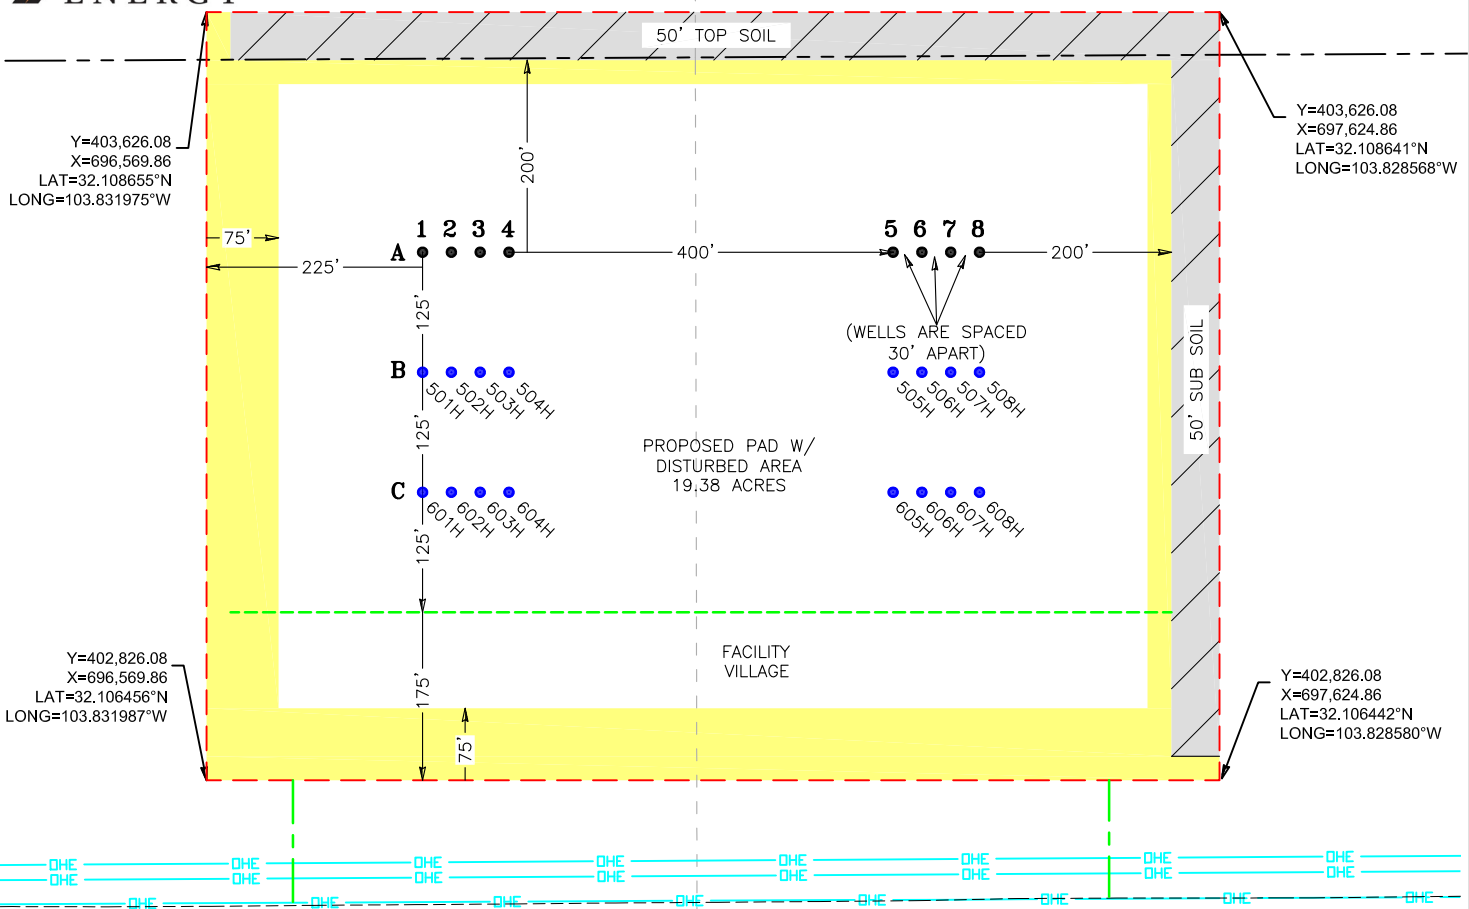 ENERGY
50' TOP SOIL
Y=403,626.08
X=696,569.86
LAT=32.108655°N
LONG=103.831975°W
Y=403,626.08
X=697,624.86
LAT=32.108641°N
LONG=103.828568°W
200'
75'
1 2 3 4
5 6 7 8
A
225'
400'
200'
125'
(WELLS ARE SPACED
30' APART)
50' SUB SOIL
B
501H 502H 503H 504H
505H 506H 507H 508H
125'
PROPOSED PAD W/
DISTURBED AREA
19.38 ACRES
C
601H 602H 603H 604H
605H 606H 607H 608H
125'
FACILITY
VILLAGE
175'
75'
Y=402,826.08
X=696,569.86
LAT=32.106456°N
LONG=103.831987°W
Y=402,826.08
X=697,624.86
LAT=32.106442°N
LONG=103.828580°W
OHE OHE OHE OHE OHE OHE OHE OHE
OHE OHE OHE OHE OHE OHE OHE OHE
OHE OHE OHE OHE OHE OHE OHE OHE